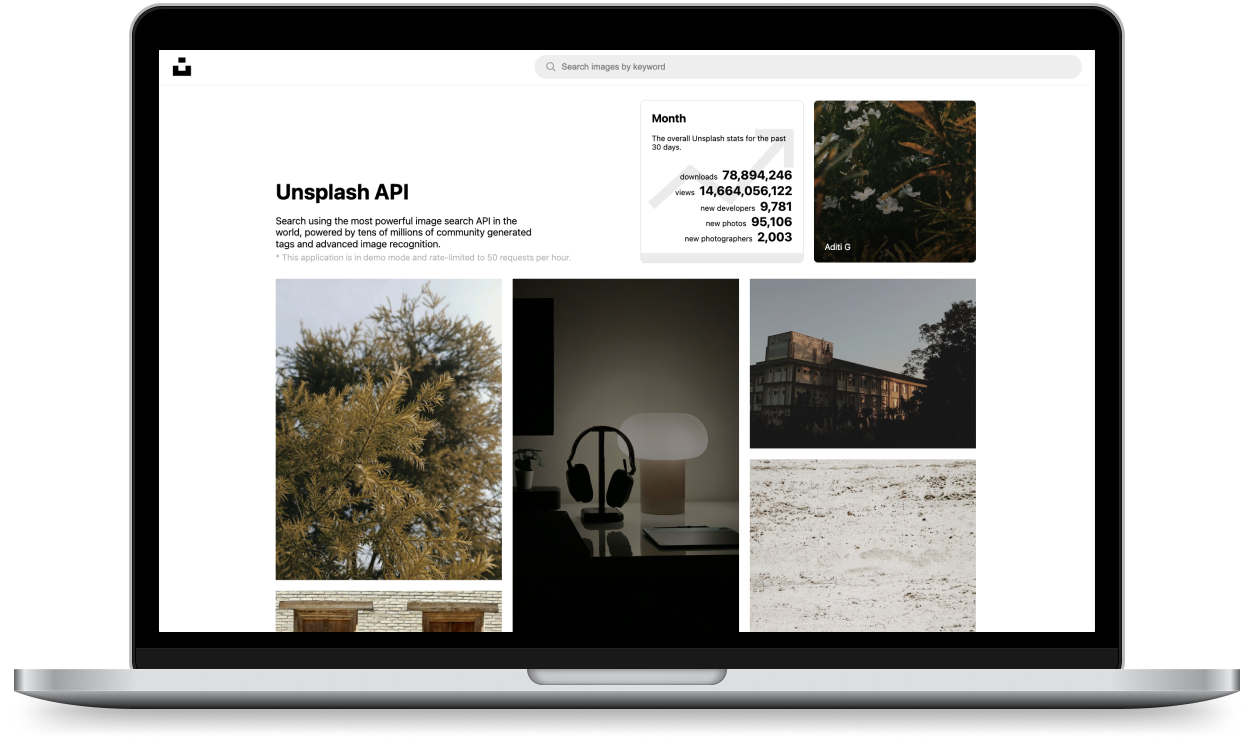 Search images by keyword
Unsplash API
Search using the most powerful image search API in the
world, powered by tens of millions of community generated
tags and advanced image recognition.
* This application is in demo mode and rate-limited to 50 requests per hour.
Month
The overall Unsplash stats for the past
30 days.
downloads 78,894,246
views 14,664,056,122
new developers 9,781
new photos 95,106
new photographers 2,003
Aditi G